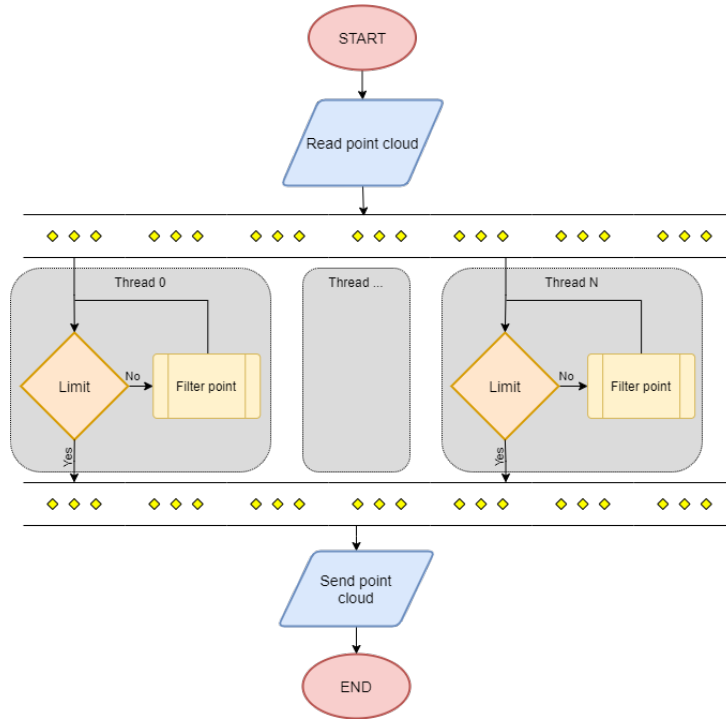 START
Read point cloud
Thread 0
Thread ...
Thread N
Limit
No
Filter point
Limit
No
Filter point
Yes
Yes
Send point
cloud
END